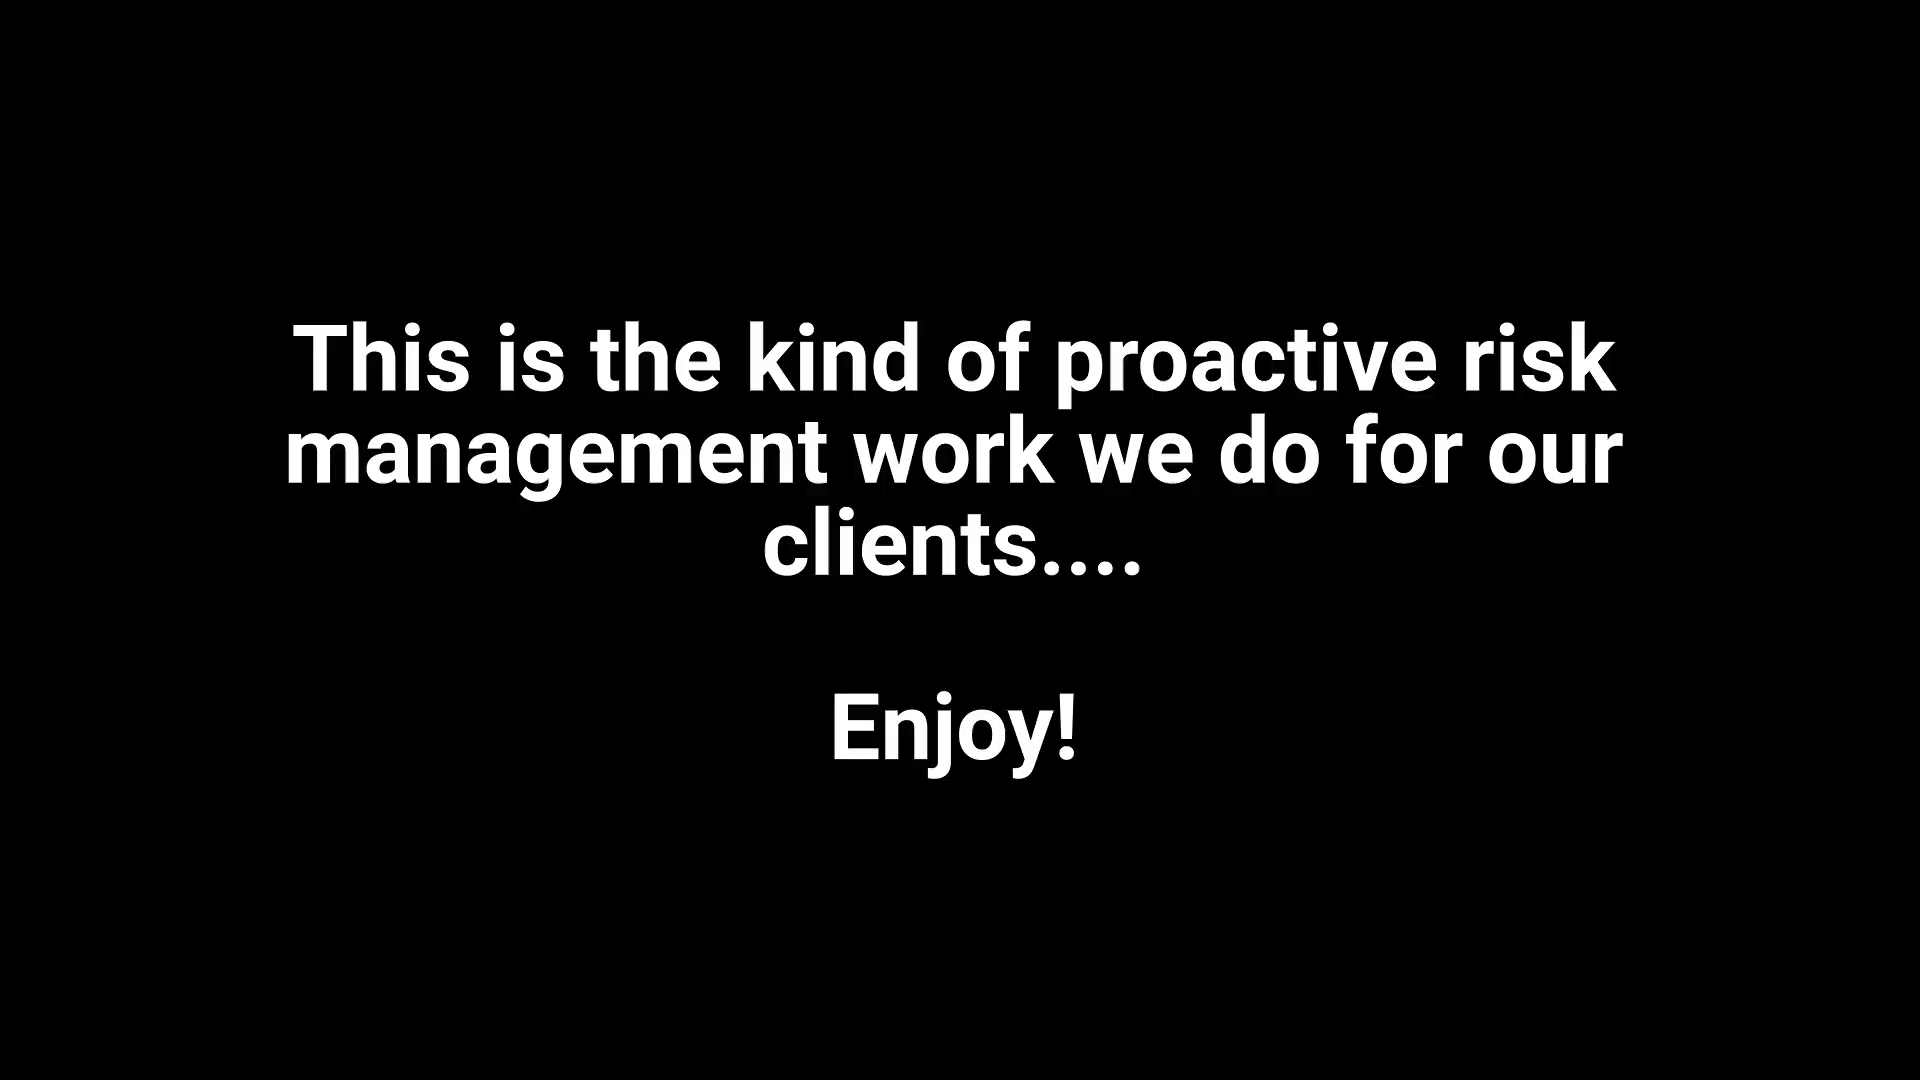 This is the kind of proactive risk
management work we do for our
clients....
Enjoy!